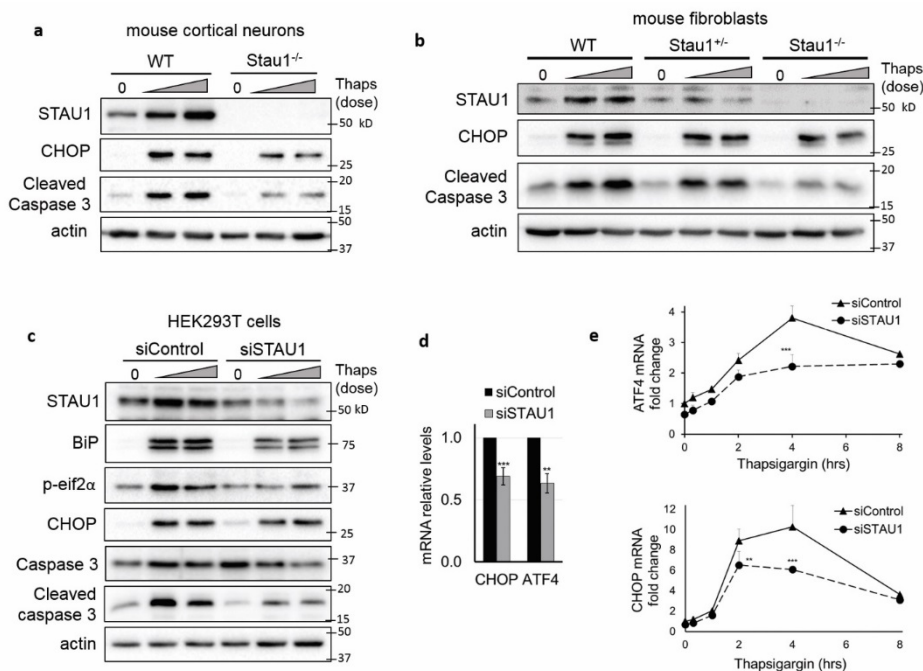 a
mouse cortical neurons
WT Stau1-/-
0 0 Thaps
(dose)
STAU1
50 kD
CHOP
25
Cleaved
Caspase 3
20
15
actin
50
37
b
mouse fibroblasts
WT Stau1+/- Stau1-/-
0 0 0 Thaps
(dose)
STAU1
50 kD
CHOP
25
Cleaved
Caspase 3
20
15
actin
50
37
c
HEK293T cells
siControl siSTAU1
0 0 Thaps
(dose)
STAU1
50 kD
BiP
75
p-eif2α
37
CHOP
25
Caspase 3
37
Cleaved
caspase 3
20
15
actin
50
37
d
siControl
siSTAU1
mRNA relative levels
1.0
0.5
0.0
*** **
CHOP ATF4
e
siControl
siSTAU1
ATF4 mRNA
fold change
4
3
2
1
0
***
0 2 4 6 8
Thapsigargin (hrs)
siControl
siSTAU1
CHOP mRNA
fold change
12
10
8
6
4
2
0
** ***
0 2 4 6 8
Thapsigargin (hrs)